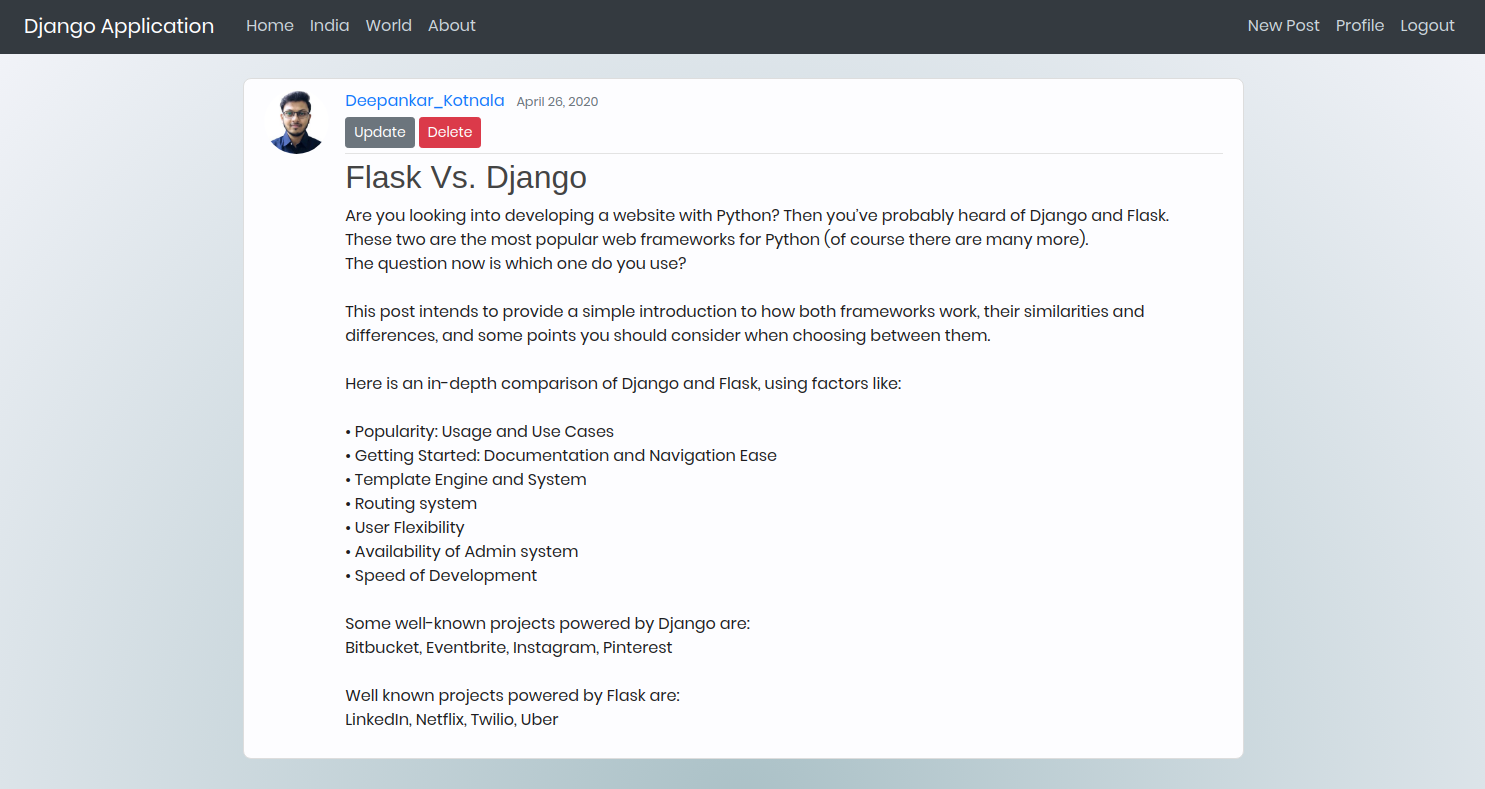 Django Application Home India World About New Post Profile Logout
Deepankar_Kotnala April 26, 2020
Update Delete
Flask Vs. Django
Are you looking into developing a website with Python? Then you've probably heard of Django and Flask.
These two are the most popular web frameworks for Python (of course there are many more).
The question now is which one do you use?
This post intends to provide a simple introduction to how both frameworks work, their similarities and
differences, and some points you should consider when choosing between them.
Here is an in-depth comparison of Django and Flask, using factors like:
• Popularity: Usage and Use Cases
• Getting Started: Documentation and Navigation Ease
• Template Engine and System
• Routing system
• User Flexibility
• Availability of Admin system
• Speed of Development
Some well-known projects powered by Django are:
Bitbucket, Eventbrite, Instagram, Pinterest
Well known projects powered by Flask are:
LinkedIn, Netflix, Twilio, Uber